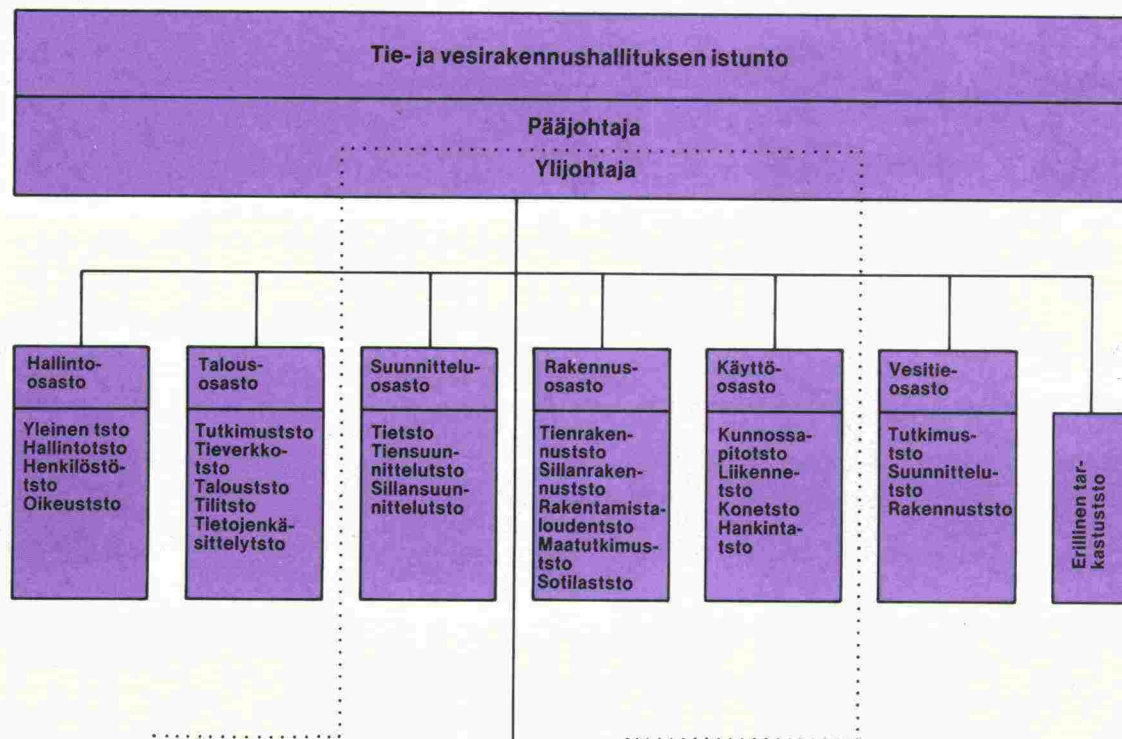 Tie- ja vesirakennushallituksen istunto
Pääjohtaja
Ylijohtaja
Hallinto-
osasto
Yleinen tsto
Hallintotsto
Henkilöstö-
tsto
Oikeuststo
Talous-
osasto
Tutkimuststo
Tieverkko-
tsto
Talouststo
Tilitsto
Tietojenkä-
sittelytsto
Suunnittelu-
osasto
Tietsto
Tiensuun-
nittelutsto
Sillansuun-
nittelutsto
Rakennus-
osasto
Tienraken-
nuststo
Sillanraken-
nuststo
Rakentamista-
loudentsto
Maatutkimus-
tsto
Sotilaststo
Käyttö-
osasto
Kunnossa-
pitotsto
Liikenne-
tsto
Konetsto
Hankinta-
tsto
Vesitie-
osasto
Tutkimus-
tsto
Suunnittelu-
tsto
Rakennuststo
Erillinen tar-
kastuststo